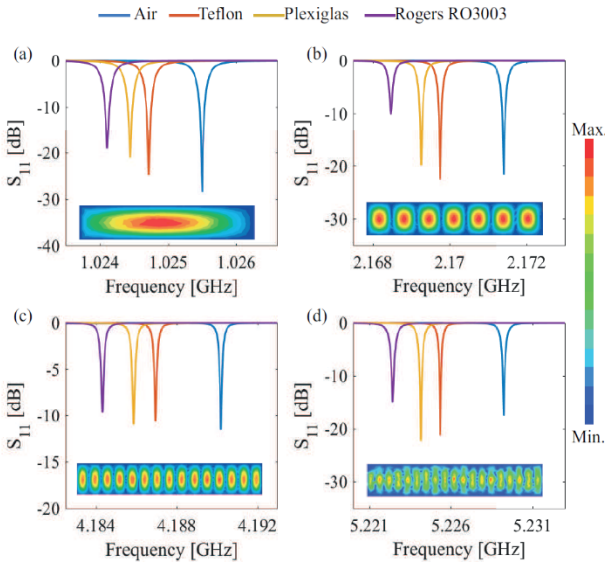 Air Teflon Plexiglas Rogers RO3003
(a)
0
-10
-20
-30
-40
S11 [dB]
1.024 1.025 1.026
Frequency [GHz]
(b)
0
-10
-20
-30
S11 [dB]
2.168 2.17 2.172
Frequency [GHz]
Max.
Min.
(c)
0
-5
-10
-15
-20
S11 [dB]
4.184 4.188 4.192
Frequency [GHz]
(d)
0
-10
-20
-30
S11 [dB]
5.221 5.226 5.231
Frequency [GHz]